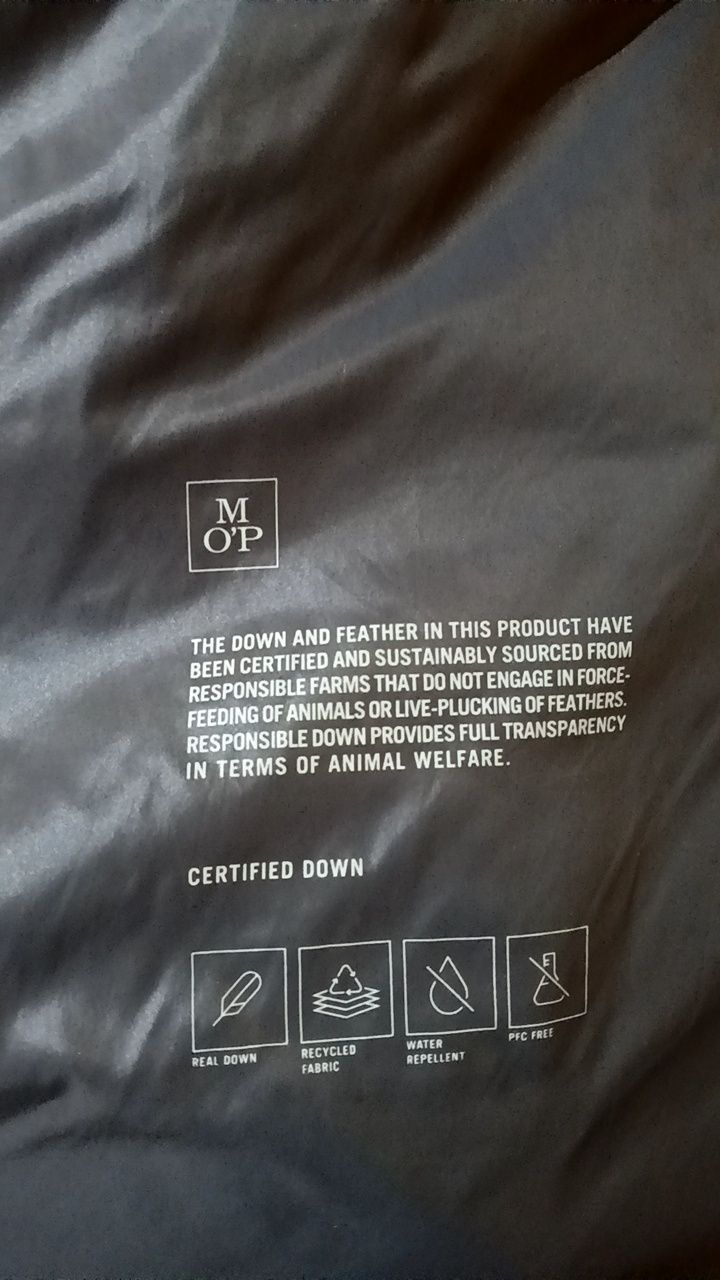 M
O'P
THE DOWN AND FEATHER IN THIS PRODUCT HAVE
BEEN CERTIFIED AND SUSTAINABLY SOURCED FROM
RESPONSIBLE FARMS THAT DO NOT ENGAGE IN FORCE-
FEEDING OF ANIMALS OR LIVE-PLUCKING OF FEATHERS.
RESPONSIBLE DOWN PROVIDES FULL TRANSPARENCY
IN TERMS OF ANIMAL WELFARE.
CERTIFIED DOWN
REAL DOWN
RECYCLED
FABRIC
WATER
REPELLENT
PFC FREE